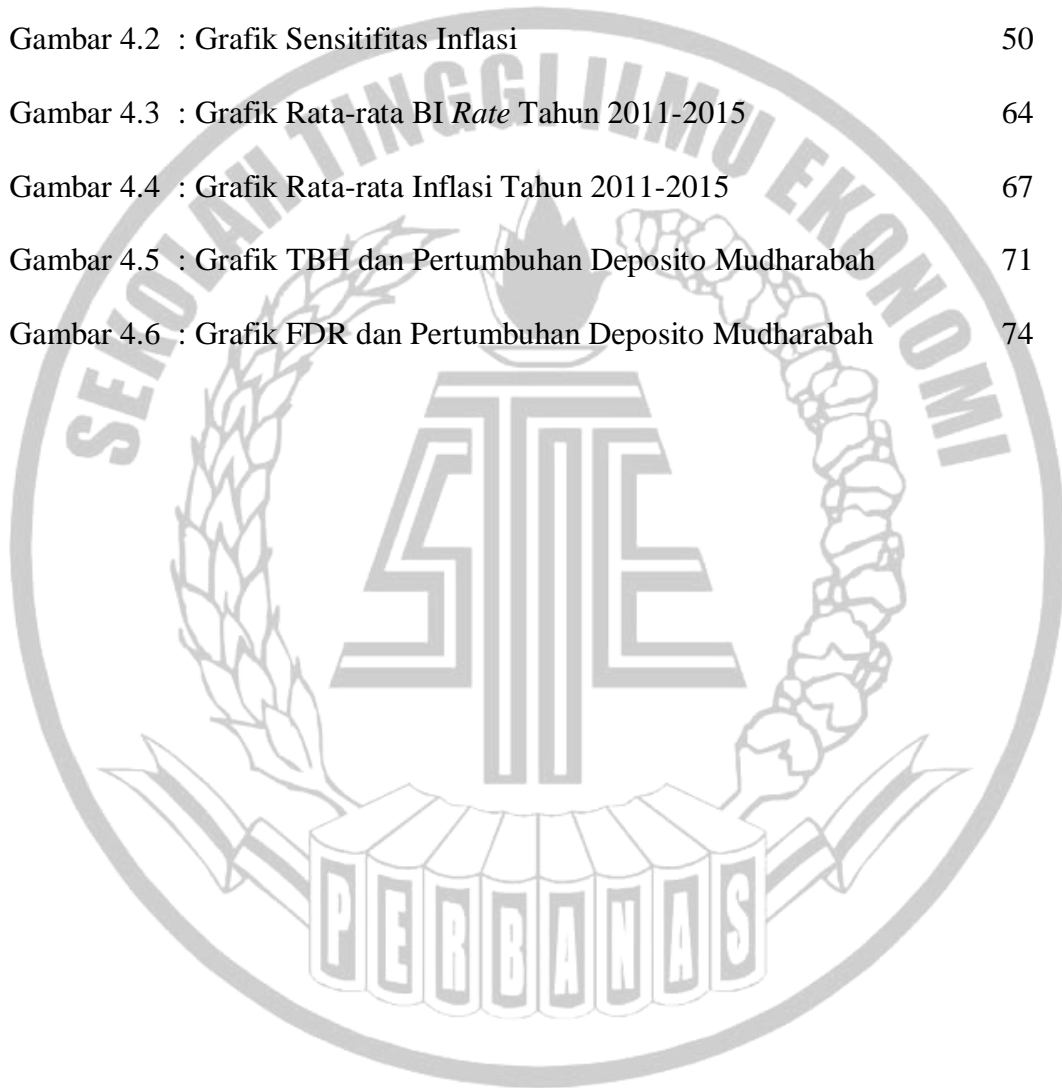 Gambar 4.2 : Grafik Sensitifitas Inflasi 50
Gambar 4.3 : Grafik Rata-rata BI Rate Tahun 2011-2015 64
Gambar 4.4 : Grafik Rata-rata Inflasi Tahun 2011-2015 67
Gambar 4.5 : Grafik TBH dan Pertumbuhan Deposito Mudharabah 71
Gambar 4.6 : Grafik FDR dan Pertumbuhan Deposito Mudharabah 74
SEKOLAH TINGGI ILMU EKONOMI
STIE
PERBANAS